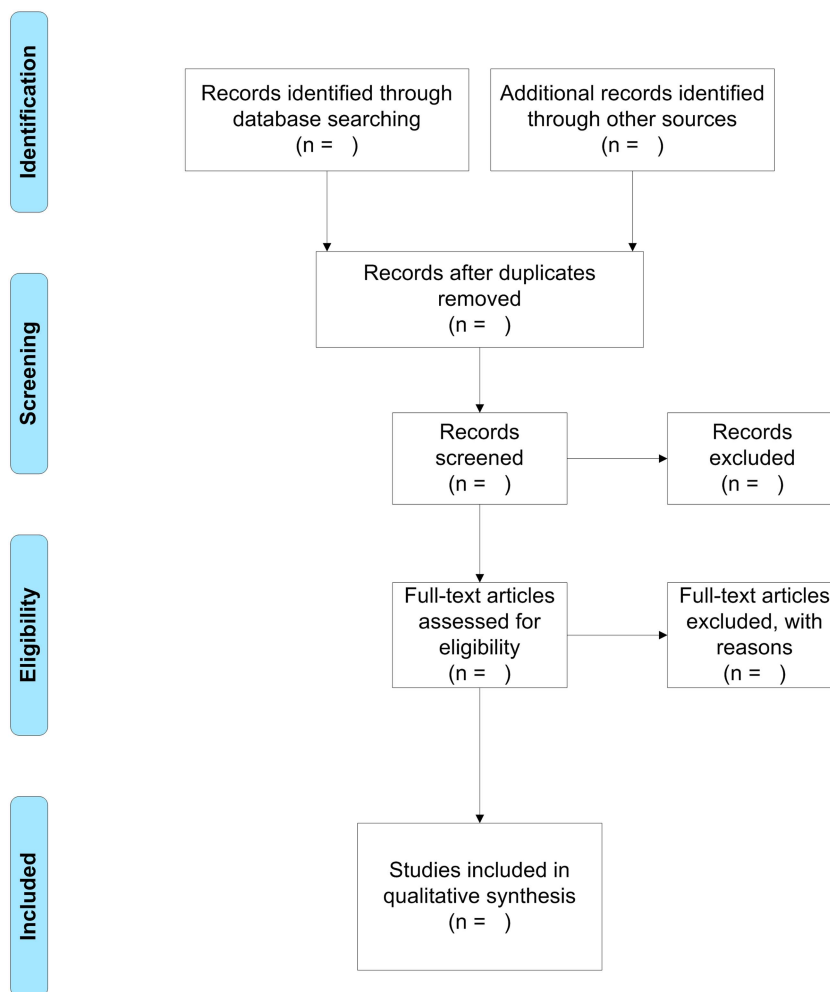 Identification
Records identified through
database searching
(n =   )
Additional records identified
through other sources
(n =   )
Screening
Records after duplicates
removed
(n =   )
Records
screened
(n =   )
Records
excluded
(n =   )
Eligibility
Full-text articles
assessed for
eligibility
(n =   )
Full-text articles
excluded, with
reasons
(n =   )
Included
Studies included in
qualitative synthesis
(n =   )